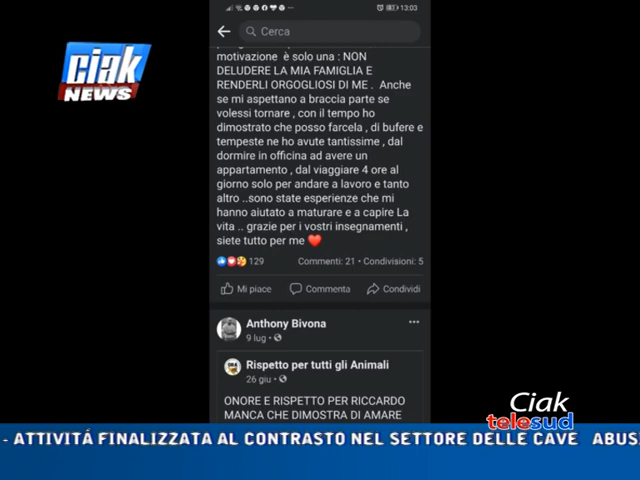 13:03
Cerca
ciak
NEWS
motivazione è solo una : NON
DELUDERE LA MIA FAMIGLIA E
RENDERLI ORGOGLIOSI DI ME . Anche
se mi aspettano a braccia parte se
volessi tornare , con il tempo ho
dimostrato che posso farcela , di bufere e
tempeste ne ho avute tantissime , dal
dormire in officina ad avere un
appartamento , dal viaggiare 4 ore al
giorno solo per andare a lavoro e tanto
altro ..sono state esperienze che mi
hanno aiutato a maturare e a capire La
vita .. grazie per i vostri insegnamenti ,
siete tutto per me ❤️
129 Commenti: 21 • Condivisioni: 5
Mi piace Commenta Condividi
Anthony Bivona
9 lug •
Rispetto per tutti gli Animali
26 giu •
ONORE E RISPETTO PER RICCARDO
MANCA CHE DIMOSTRA DI AMARE
Ciak
telesud
- ATTIVITÁ FINALIZZATA AL CONTRASTO NEL SETTORE DELLE CAVE ABUS